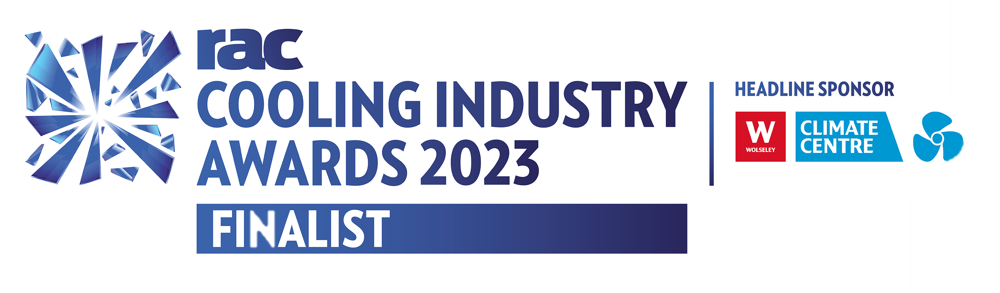 rac
COOLING INDUSTRY
AWARDS 2023
FINALIST
HEADLINE SPONSOR
W
WOLSELEY
CLIMATE
CENTRE